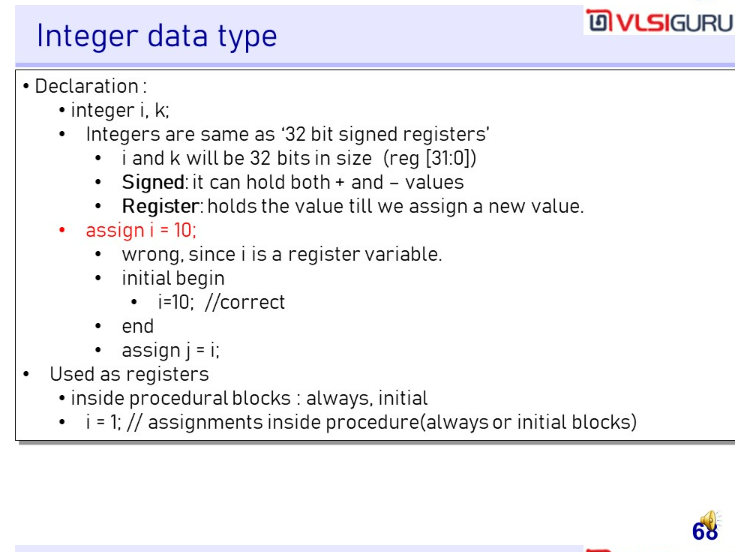 Integer data type
VLSIGURU
• Declaration :
• integer i, k;
• Integers are same as ‘32 bit signed registers’
• i and k will be 32 bits in size (reg [31:0])
• Signed: it can hold both + and – values
• Register: holds the value till we assign a new value.
• assign i = 10;
• wrong, since i is a register variable.
• initial begin
• i=10; //correct
• end
• assign j = i;
• Used as registers
• inside procedural blocks : always, initial
• i = 1; // assignments inside procedure(always or initial blocks)
68